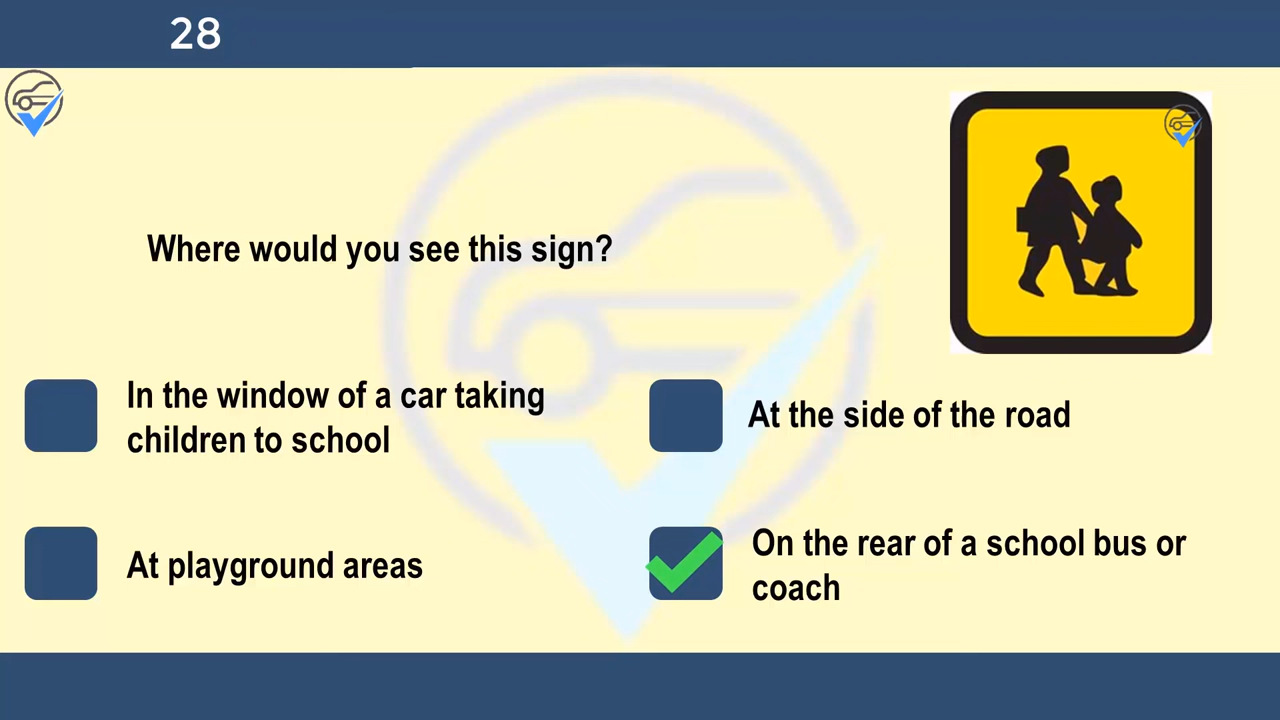 28
Where would you see this sign?
In the window of a car taking
children to school
At the side of the road
At playground areas
On the rear of a school bus or
coach